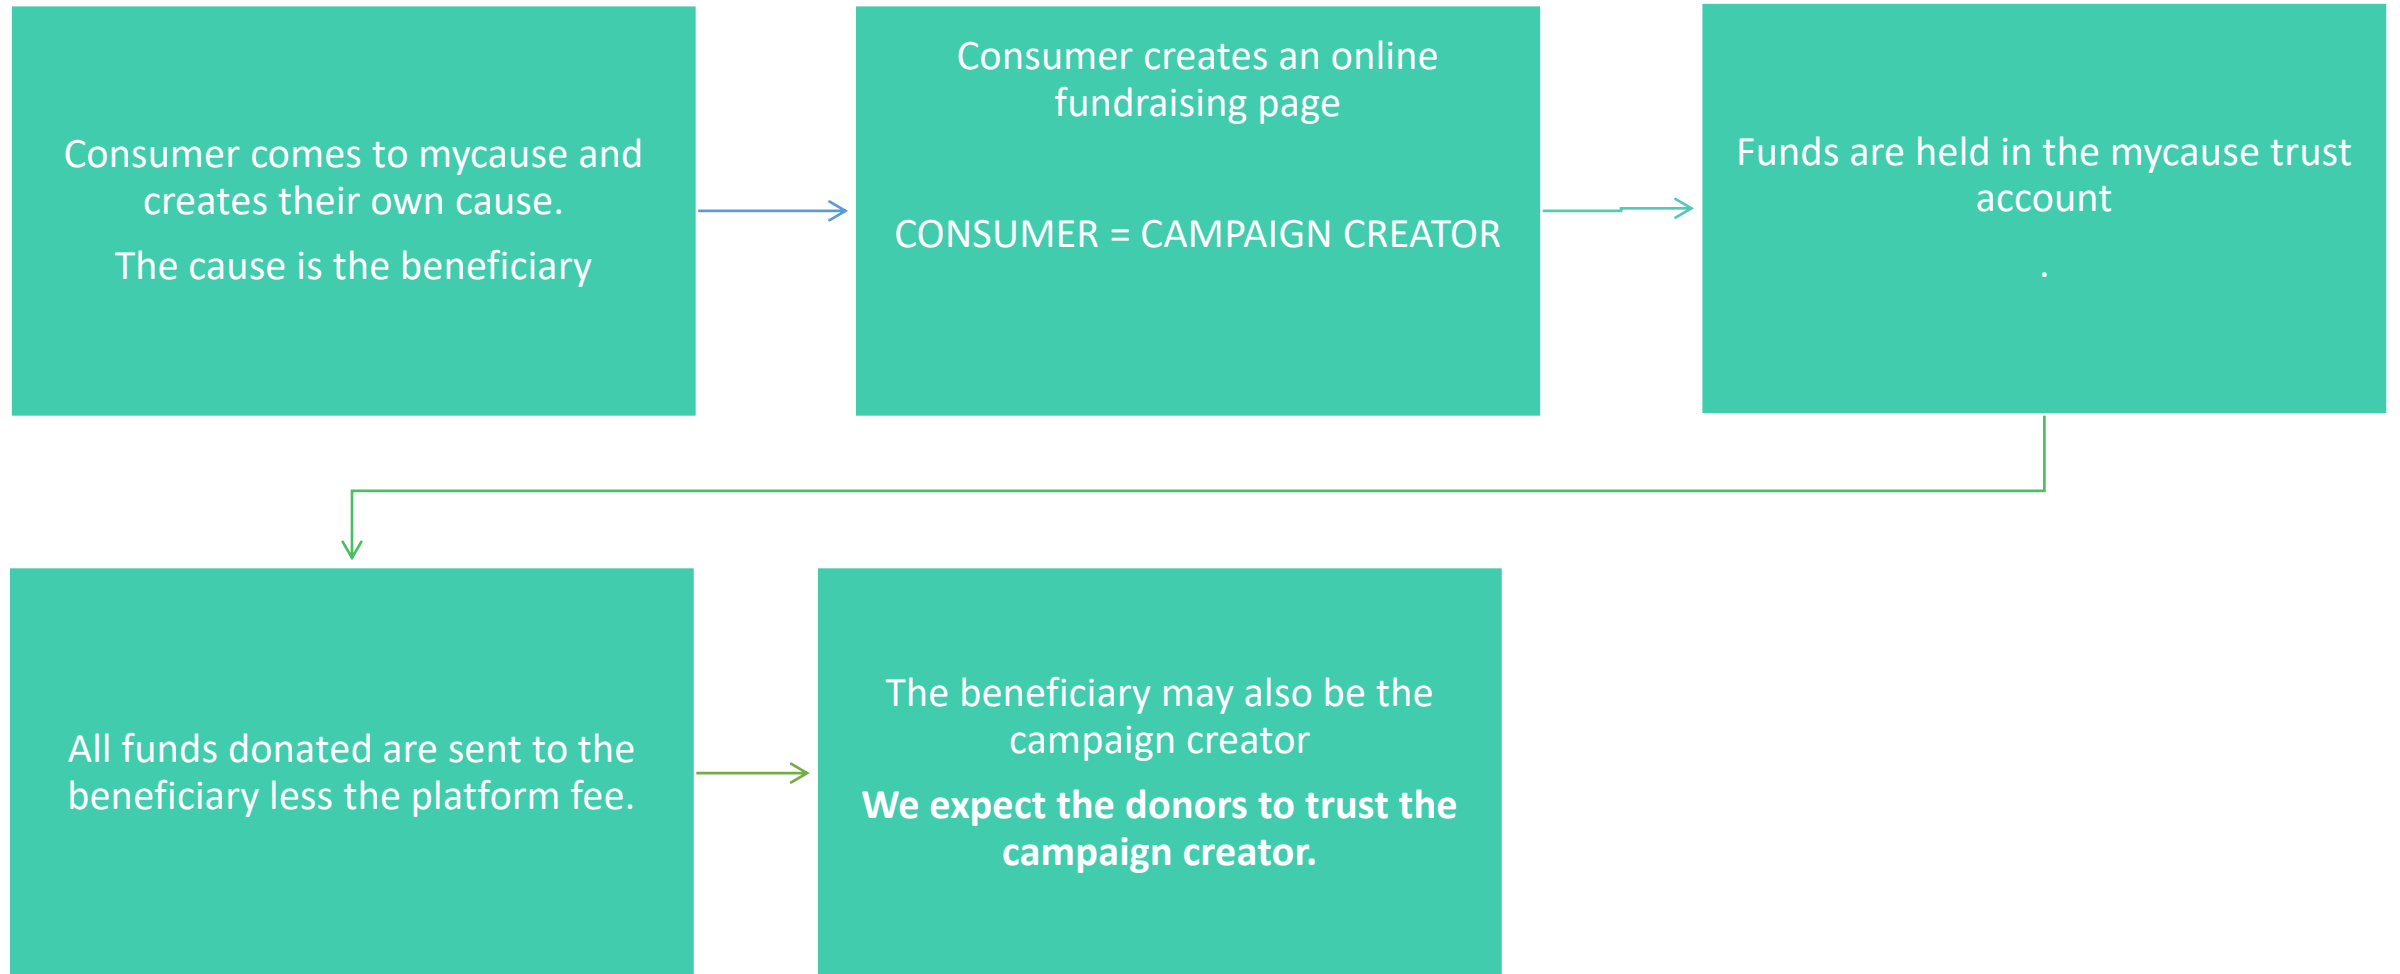 Consumer comes to mycause and
creates their own cause.
The cause is the beneficiary
Consumer creates an online
fundraising page
CONSUMER = CAMPAIGN CREATOR
Funds are held in the mycause trust
account
.
All funds donated are sent to the
beneficiary less the platform fee.
The beneficiary may also be the
campaign creator
We expect the donors to trust the
campaign creator.